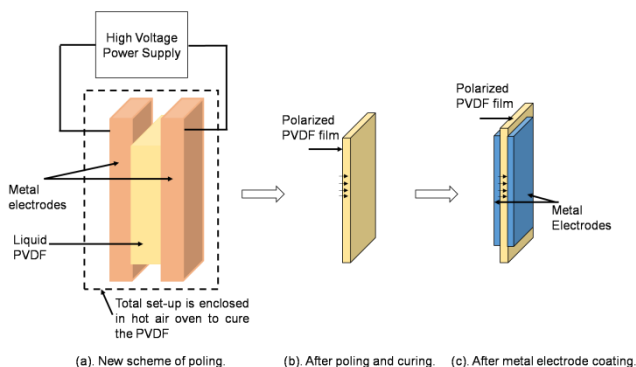 High Voltage
Power Supply
Metal
electrodes
Liquid
PVDF
Total set-up is enclosed
in hot air oven to cure
the PVDF
(a). New scheme of poling.
Polarized
PVDF film
(b). After poling and curing.
Polarized
PVDF film
Metal
Electrodes
(c). After metal electrode coating.